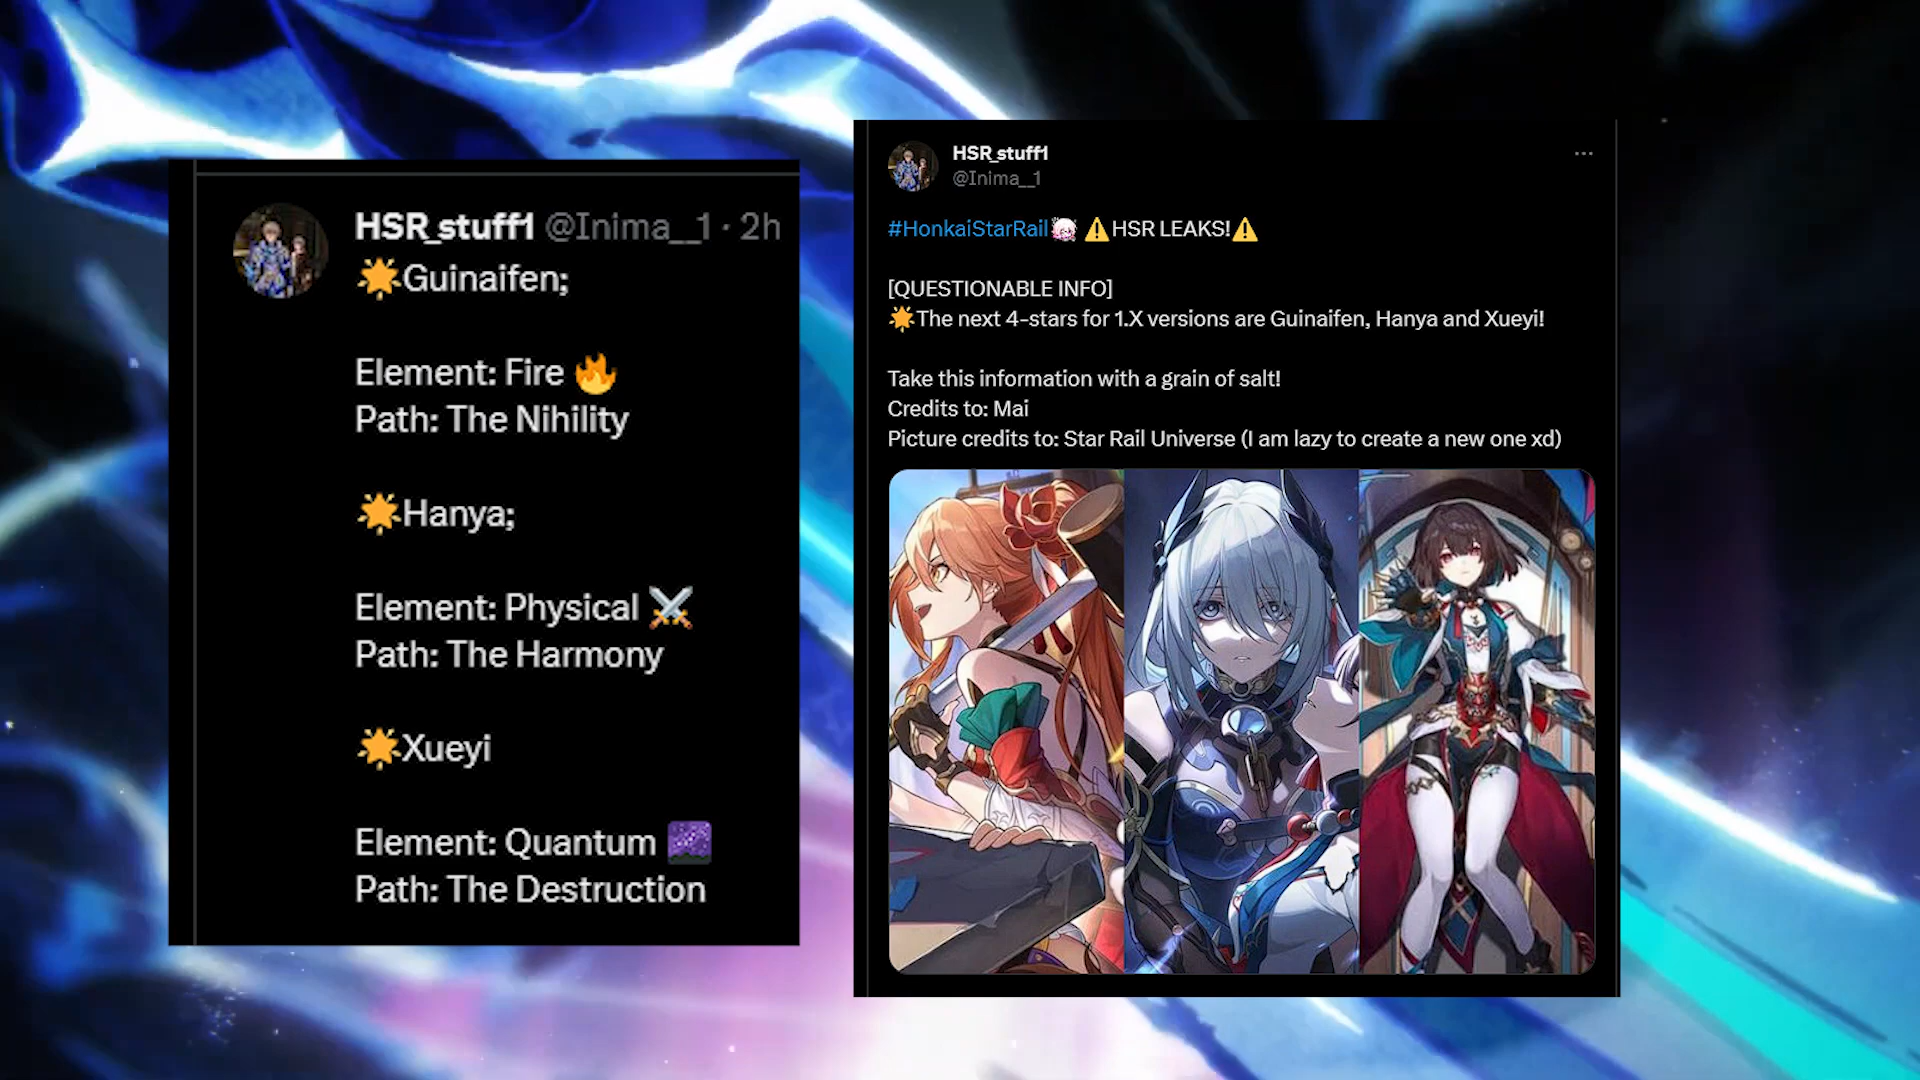 HSR_stuff1 @Inima__1 · 2h
🌟Guinaifen;
Element: Fire 🔥
Path: The Nihility
🌟Hanya;
Element: Physical ⚔️
Path: The Harmony
🌟Xueyi
Element: Quantum 🌌
Path: The Destruction
HSR_stuff1
@Inima__1
#HonkaiStarRail ⚠️HSR LEAKS!⚠️
[QUESTIONABLE INFO]
🌟The next 4-stars for 1.X versions are Guinaifen, Hanya and Xueyi!
Take this information with a grain of salt!
Credits to: Mai
Picture credits to: Star Rail Universe (I am lazy to create a new one xd)